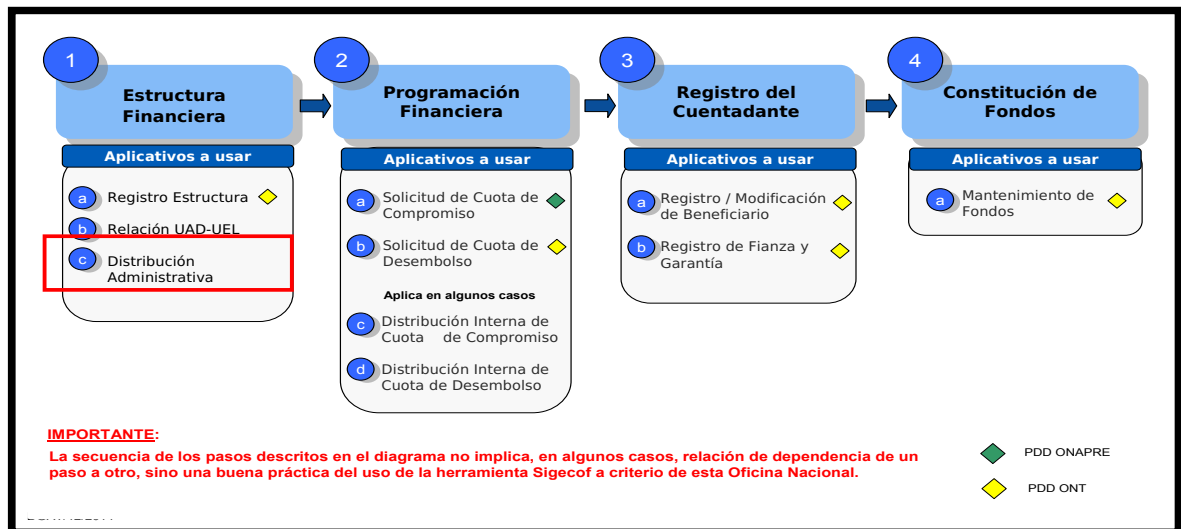 1
Estructura
Financiera
Aplicativos a usar
a Registro Estructura
b Relación UAD-UEL
c Distribución
Administrativa
2
Programación
Financiera
Aplicativos a usar
a Solicitud de Cuota de
Compromiso
b Solicitud de Cuota de
Desembolso
Aplica en algunos casos
c Distribución Interna de
Cuota de Compromiso
d Distribución Interna de
Cuota de Desembolso
3
Registro del
Cuentadante
Aplicativos a usar
a Registro / Modificación
de Beneficiario
b Registro de Fianza y
Garantía
4
Constitución de
Fondos
Aplicativos a usar
a Mantenimiento de
Fondos
IMPORTANTE:
La secuencia de los pasos descritos en el diagrama no implica, en algunos casos, relación de dependencia de un
paso a otro, sino una buena práctica del uso de la herramienta Sigecof a criterio de esta Oficina Nacional.
PDD ONAPRE
PDD ONT